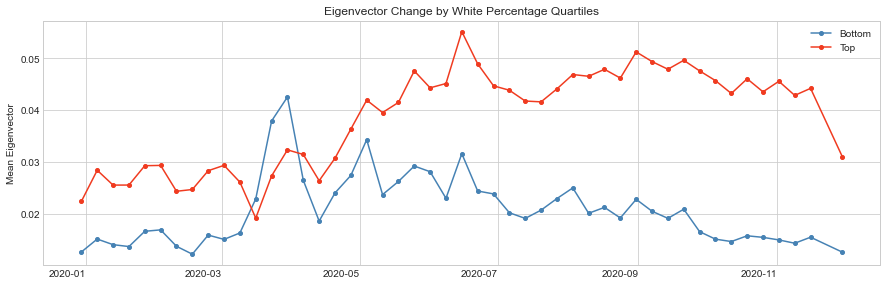 Eigenvector Change by White Percentage Quartiles
Bottom
Top
Mean Eigenvector
0.05
0.04
0.03
0.02
2020-01
2020-03
2020-05
2020-07
2020-09
2020-11